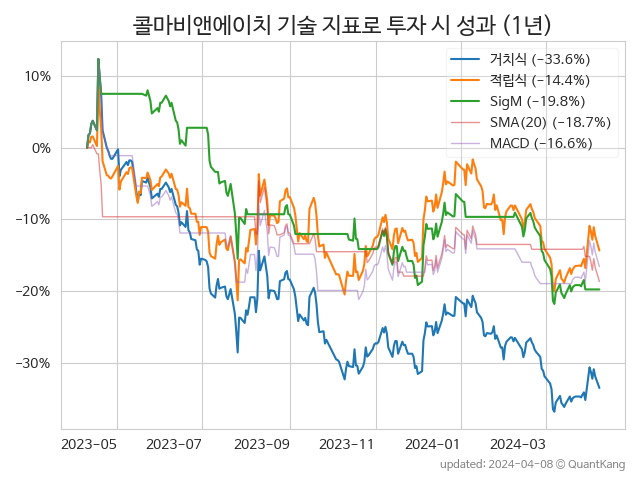 콜마비앤에이치 기술 지표로 투자 시 성과 (1년)
거치식 (−33.6%)
적립식 (−14.4%)
SigM (−19.8%)
SMA(20) (−18.7%)
MACD (−16.6%)
10%
0%
−10%
−20%
−30%
2023-05 2023-07 2023-09 2023-11 2024-01 2024-03
updated: 2024-04-08 © QuantKang